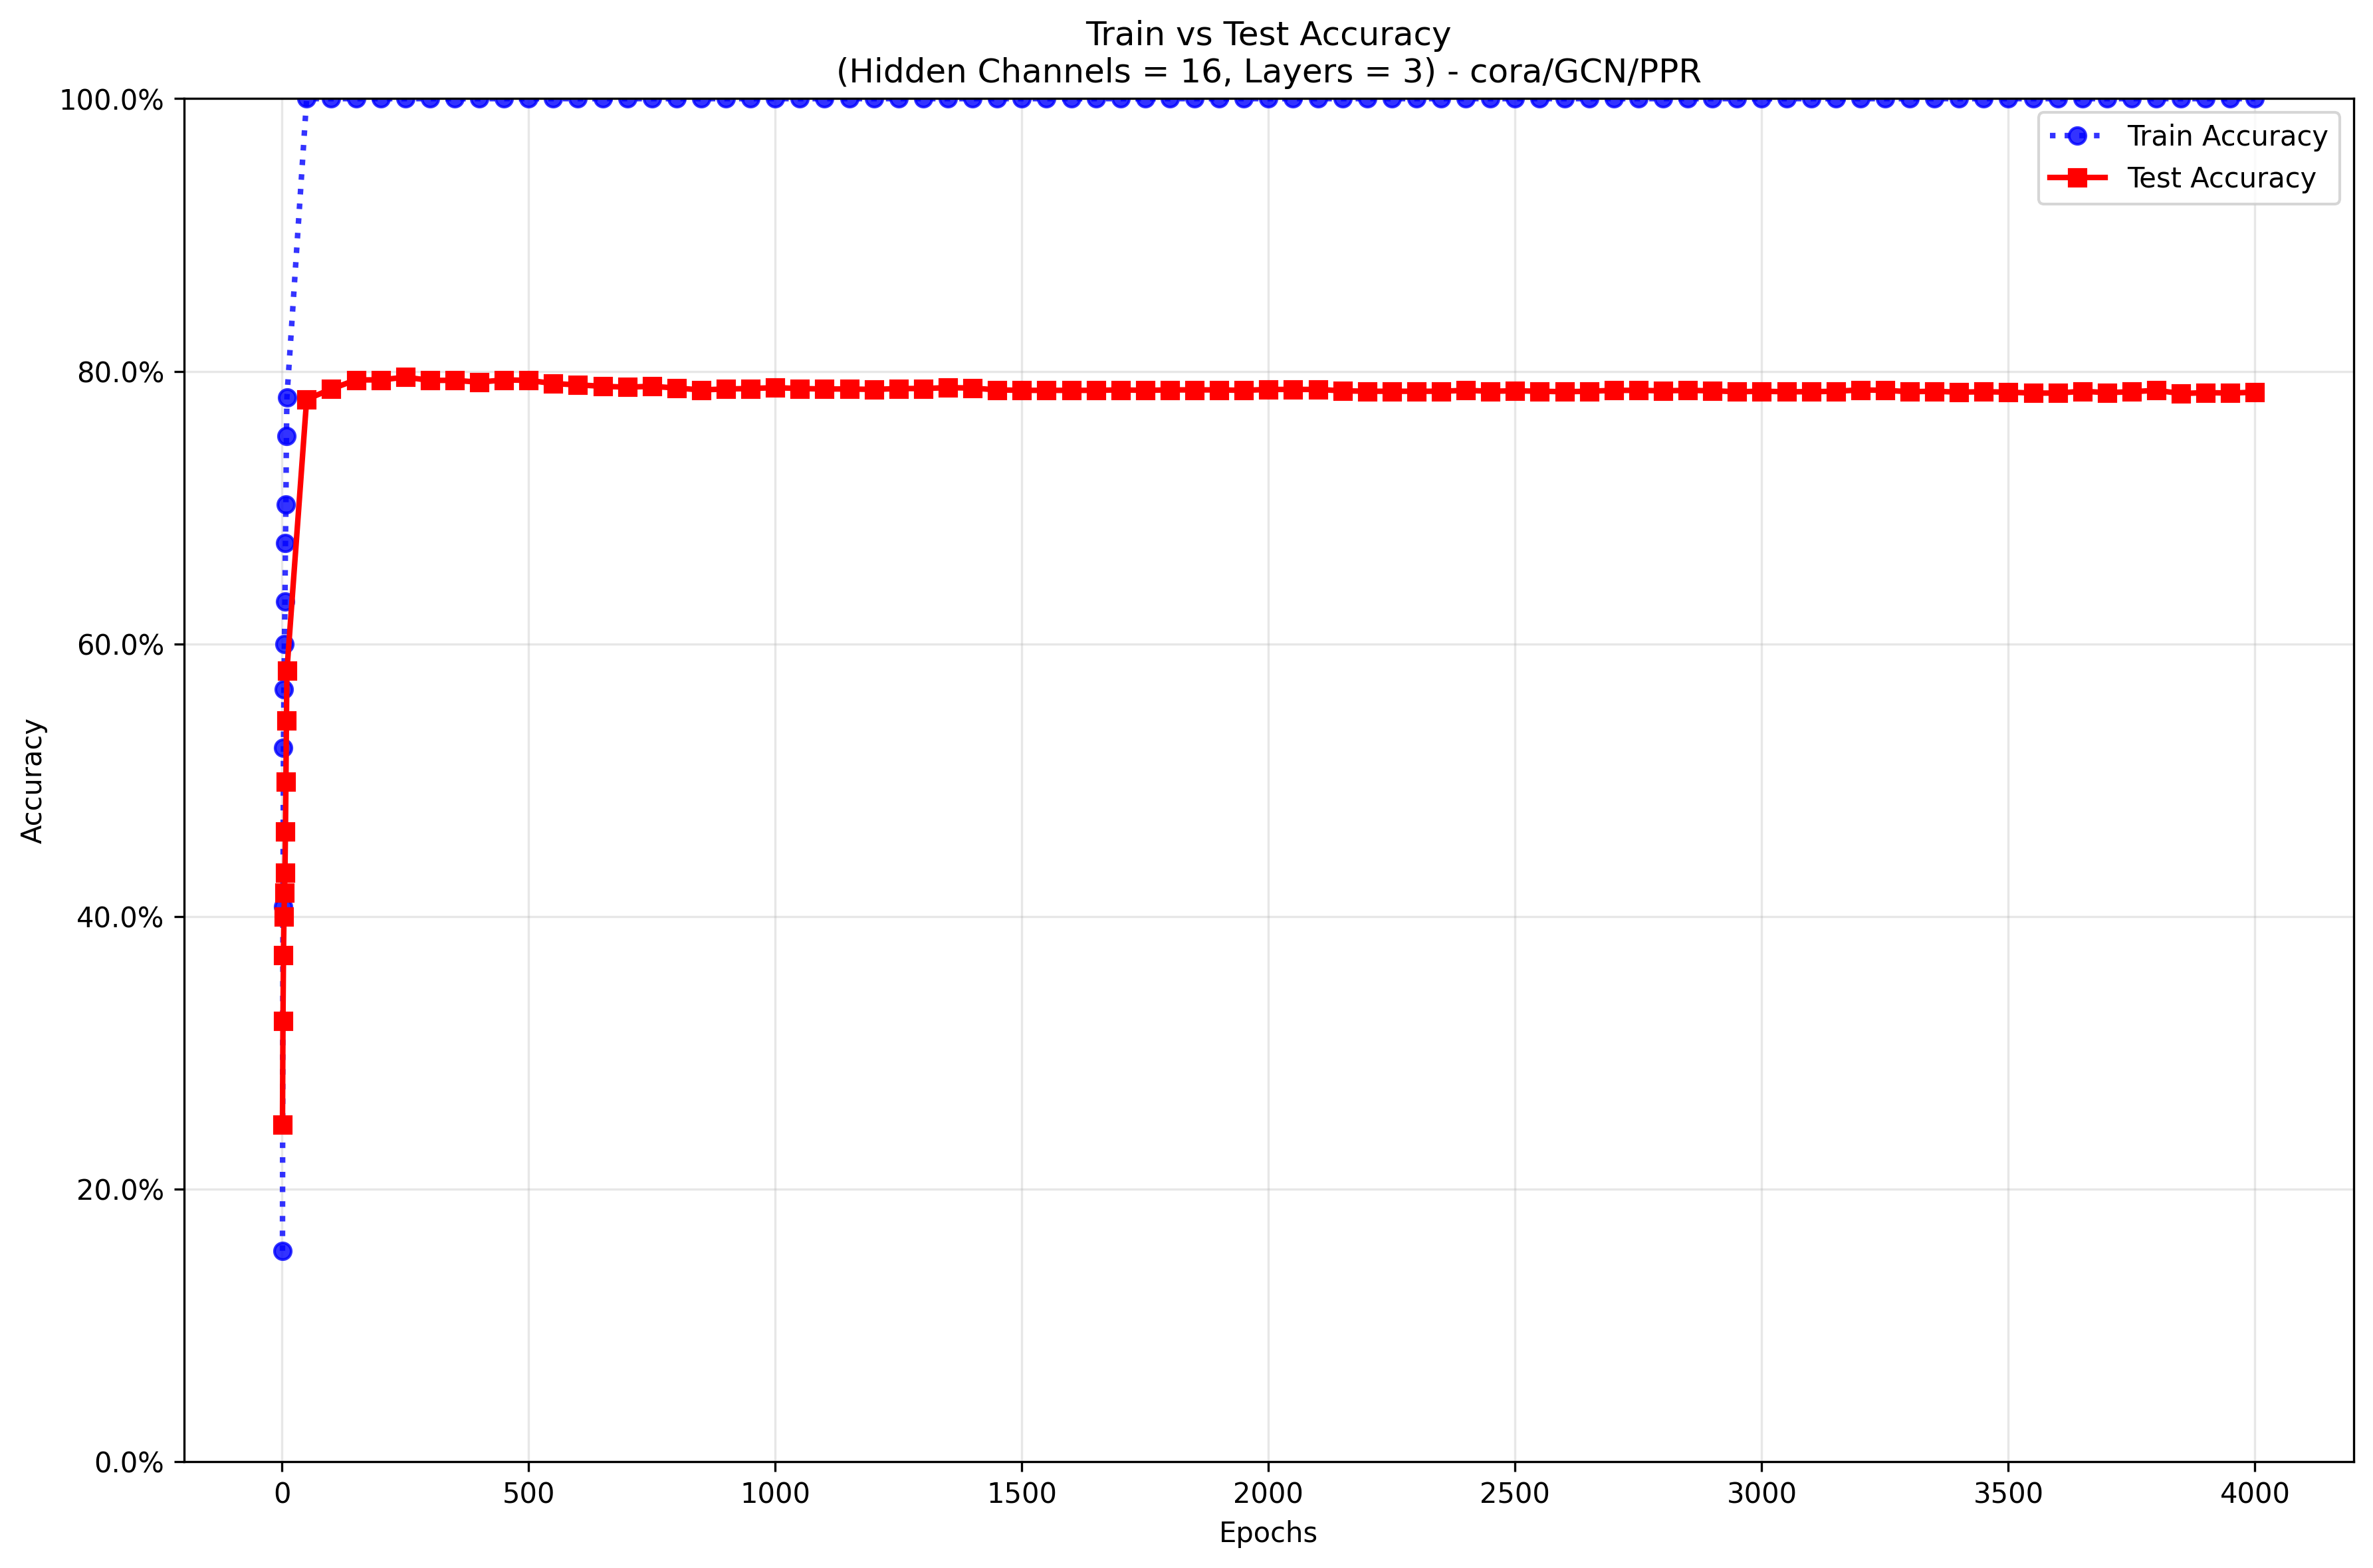 Train vs Test Accuracy
(Hidden Channels = 16, Layers = 3) - cora/GCN/PPR
100.0%
80.0%
60.0%
40.0%
20.0%
0.0%
Accuracy
Train Accuracy
Test Accuracy
0 500 1000 1500 2000 2500 3000 3500 4000
Epochs